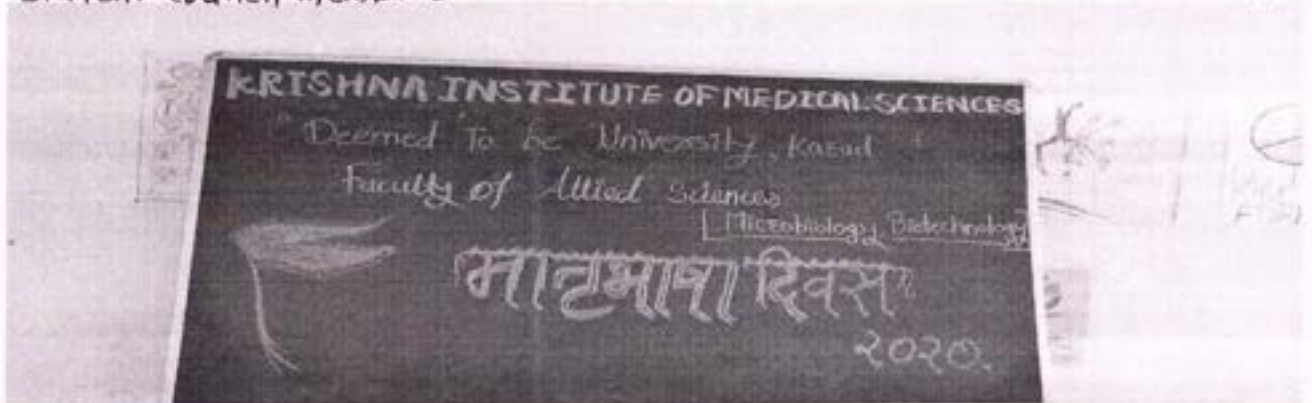 KRISHNA INSTITUTE OF MEDICAL SCIENCES
"Deemed To be University, Karad"
Faculty of Allied Sciences
[Microbiology, Biotechnology]
"मातृभाषा दिवस"
२०२०.